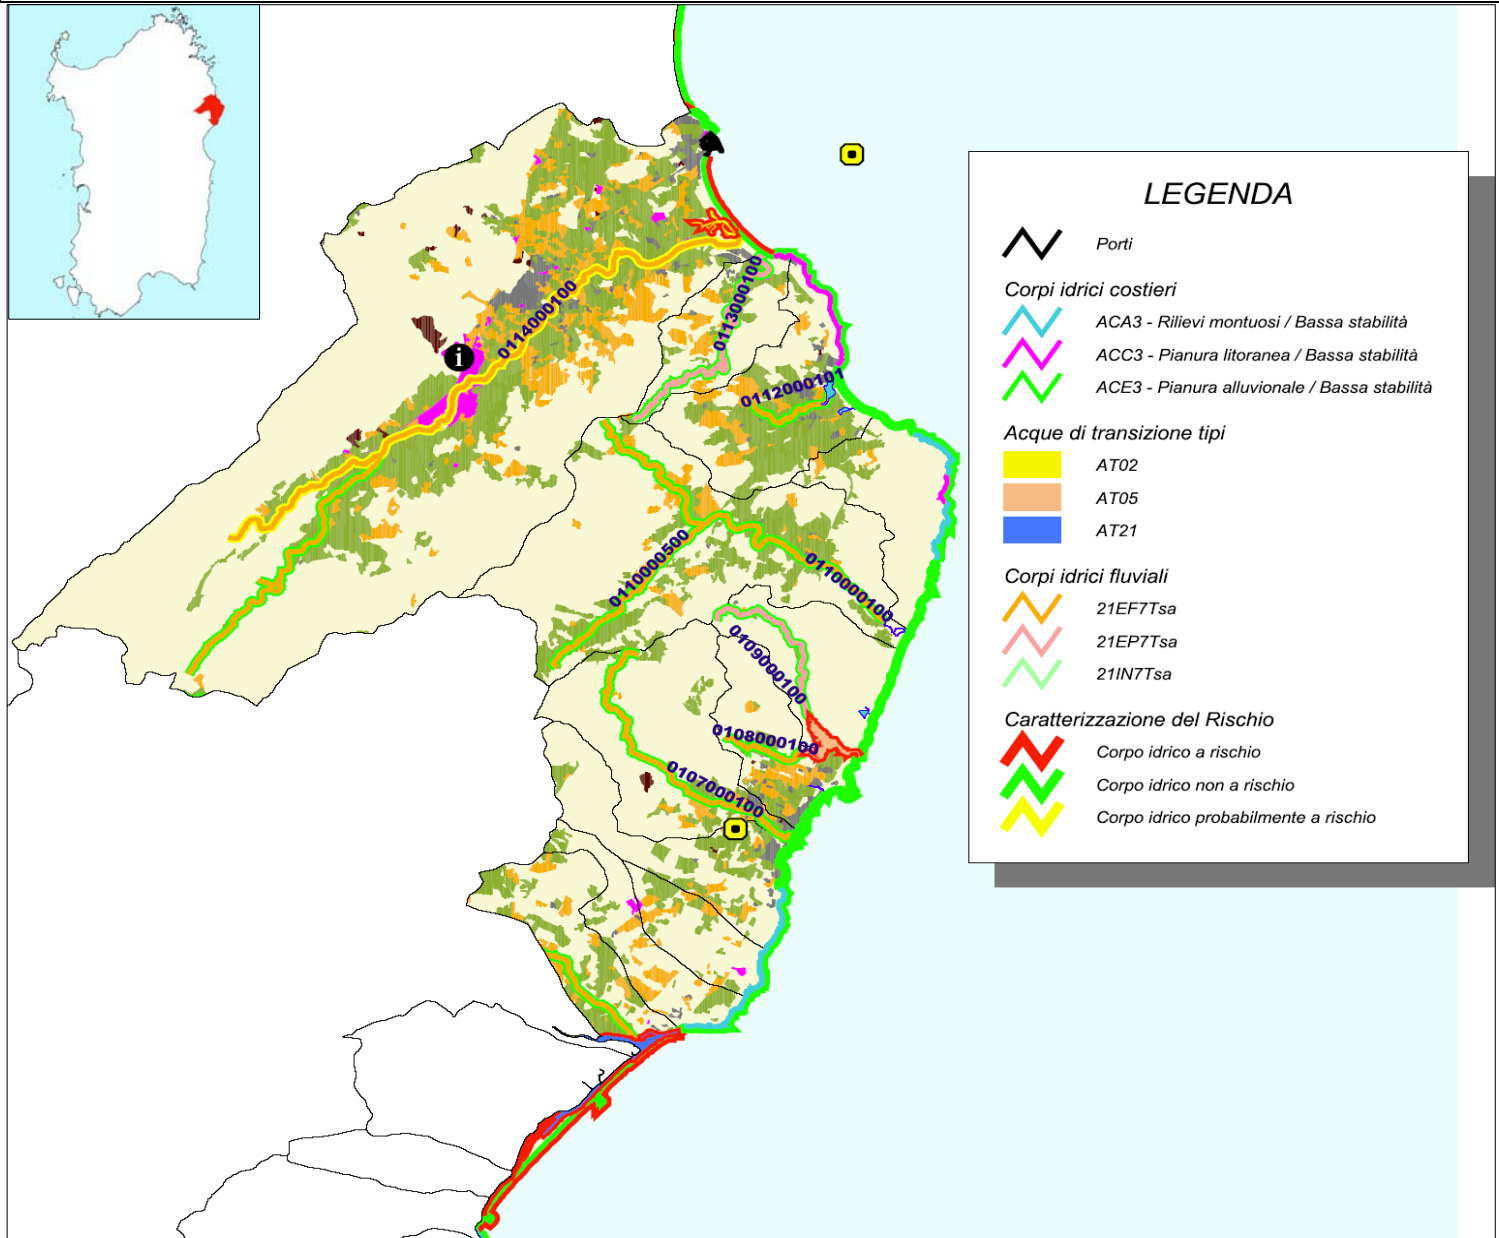 LEGENDA
Porti
Corpi idrici costieri
ACA3 - Rilievi montuosi / Bassa stabilità
ACC3 - Pianura litoranea / Bassa stabilità
ACE3 - Pianura alluvionale / Bassa stabilità
Acque di transizione tipi
AT02
AT05
AT21
Corpi idrici fluviali
21EF7Tsa
21EP7Tsa
21IN7Tsa
Caratterizzazione del Rischio
Corpo idrico a rischio
Corpo idrico non a rischio
Corpo idrico probabilmente a rischio
0114000100
0113000100
i
0112000101
0110000500
0110000100
0109000100
0108000100
0107000100